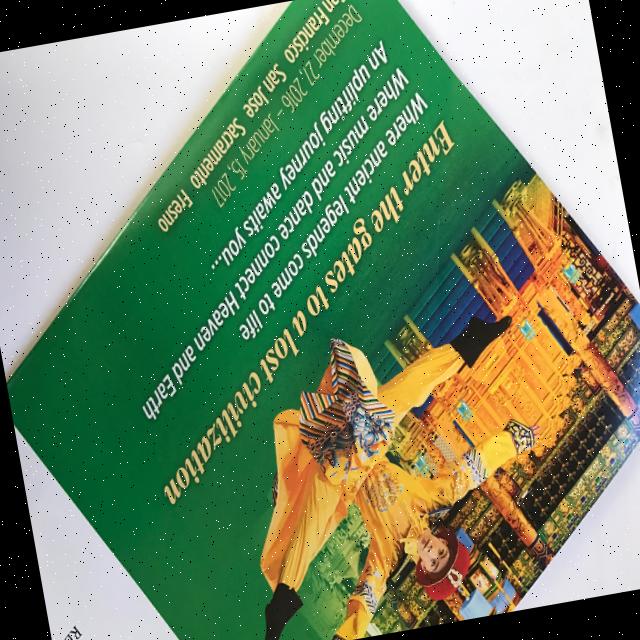 Enter the gates to a lost civilization
Where ancient legends come to life
Where music and dance connect Heaven and Earth
An uplifting journey awaits you...
December 27, 2016 - January 15, 2017
San Francisco San Jose Sacramento Fresno